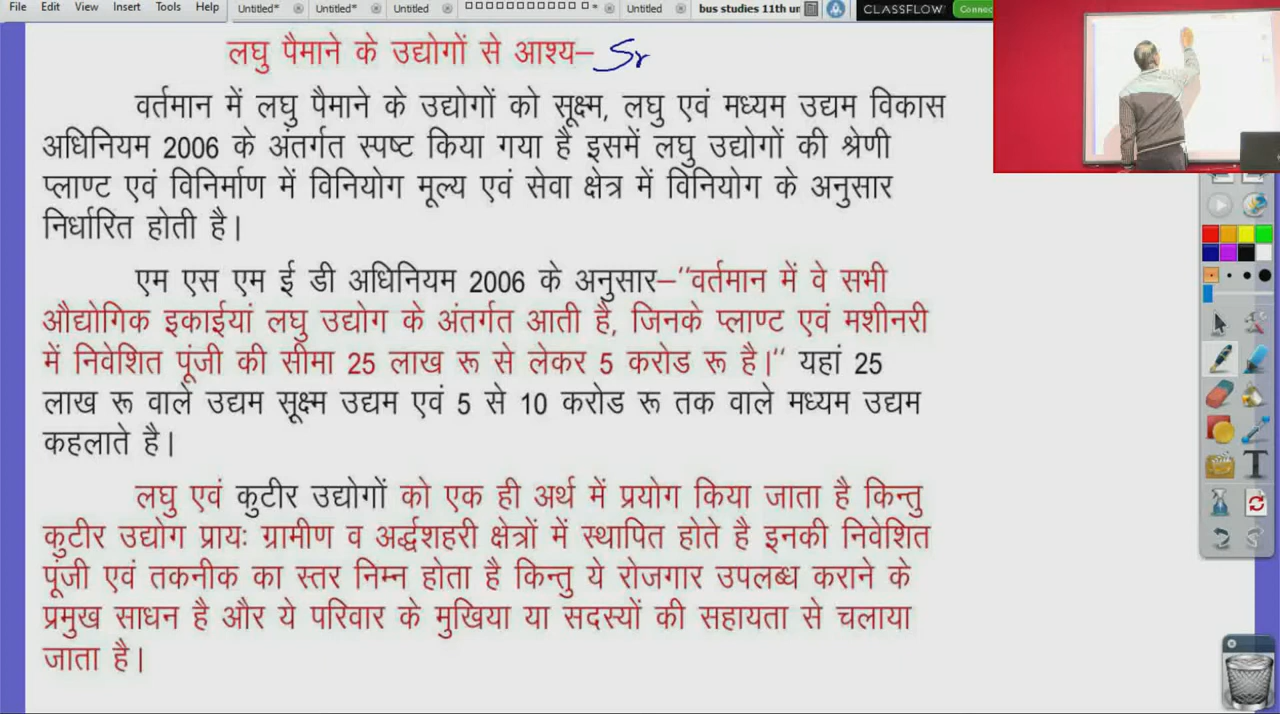 File Edit View Insert Tools Help Untitled* Untitled* Untitled Untitled bus studies 11th un CLASSFLOW Connec
लघु पैमाने के उद्योगों से आश्य–
वर्तमान में लघु पैमाने के उद्योगों को सूक्ष्म, लघु एवं मध्यम उद्यम विकास
अधिनियम 2006 के अंतर्गत स्पष्ट किया गया है इसमें लघु उद्योगों की श्रेणी
प्लाण्ट एवं विनिर्माण में विनियोग मूल्य एवं सेवा क्षेत्र में विनियोग के अनुसार
निर्धारित होती है।
एम एस एम ई डी अधिनियम 2006 के अनुसार–"वर्तमान में वे सभी
औद्योगिक इकाईयां लघु उद्योग के अंतर्गत आती है, जिनके प्लाण्ट एवं मशीनरी
में निवेशित पूंजी की सीमा 25 लाख रू से लेकर 5 करोड रू है।" यहां 25
लाख रू वाले उद्यम सूक्ष्म उद्यम एवं 5 से 10 करोड रू तक वाले मध्यम उद्यम
कहलाते है।
लघु एवं कुटीर उद्योगों को एक ही अर्थ में प्रयोग किया जाता है किन्तु
कुटीर उद्योग प्रायः ग्रामीण व अर्द्धशहरी क्षेत्रों में स्थापित होते है इनकी निवेशित
पूंजी एवं तकनीक का स्तर निम्न होता है किन्तु ये रोजगार उपलब्ध कराने के
प्रमुख साधन है और ये परिवार के मुखिया या सदस्यों की सहायता से चलाया
जाता है।